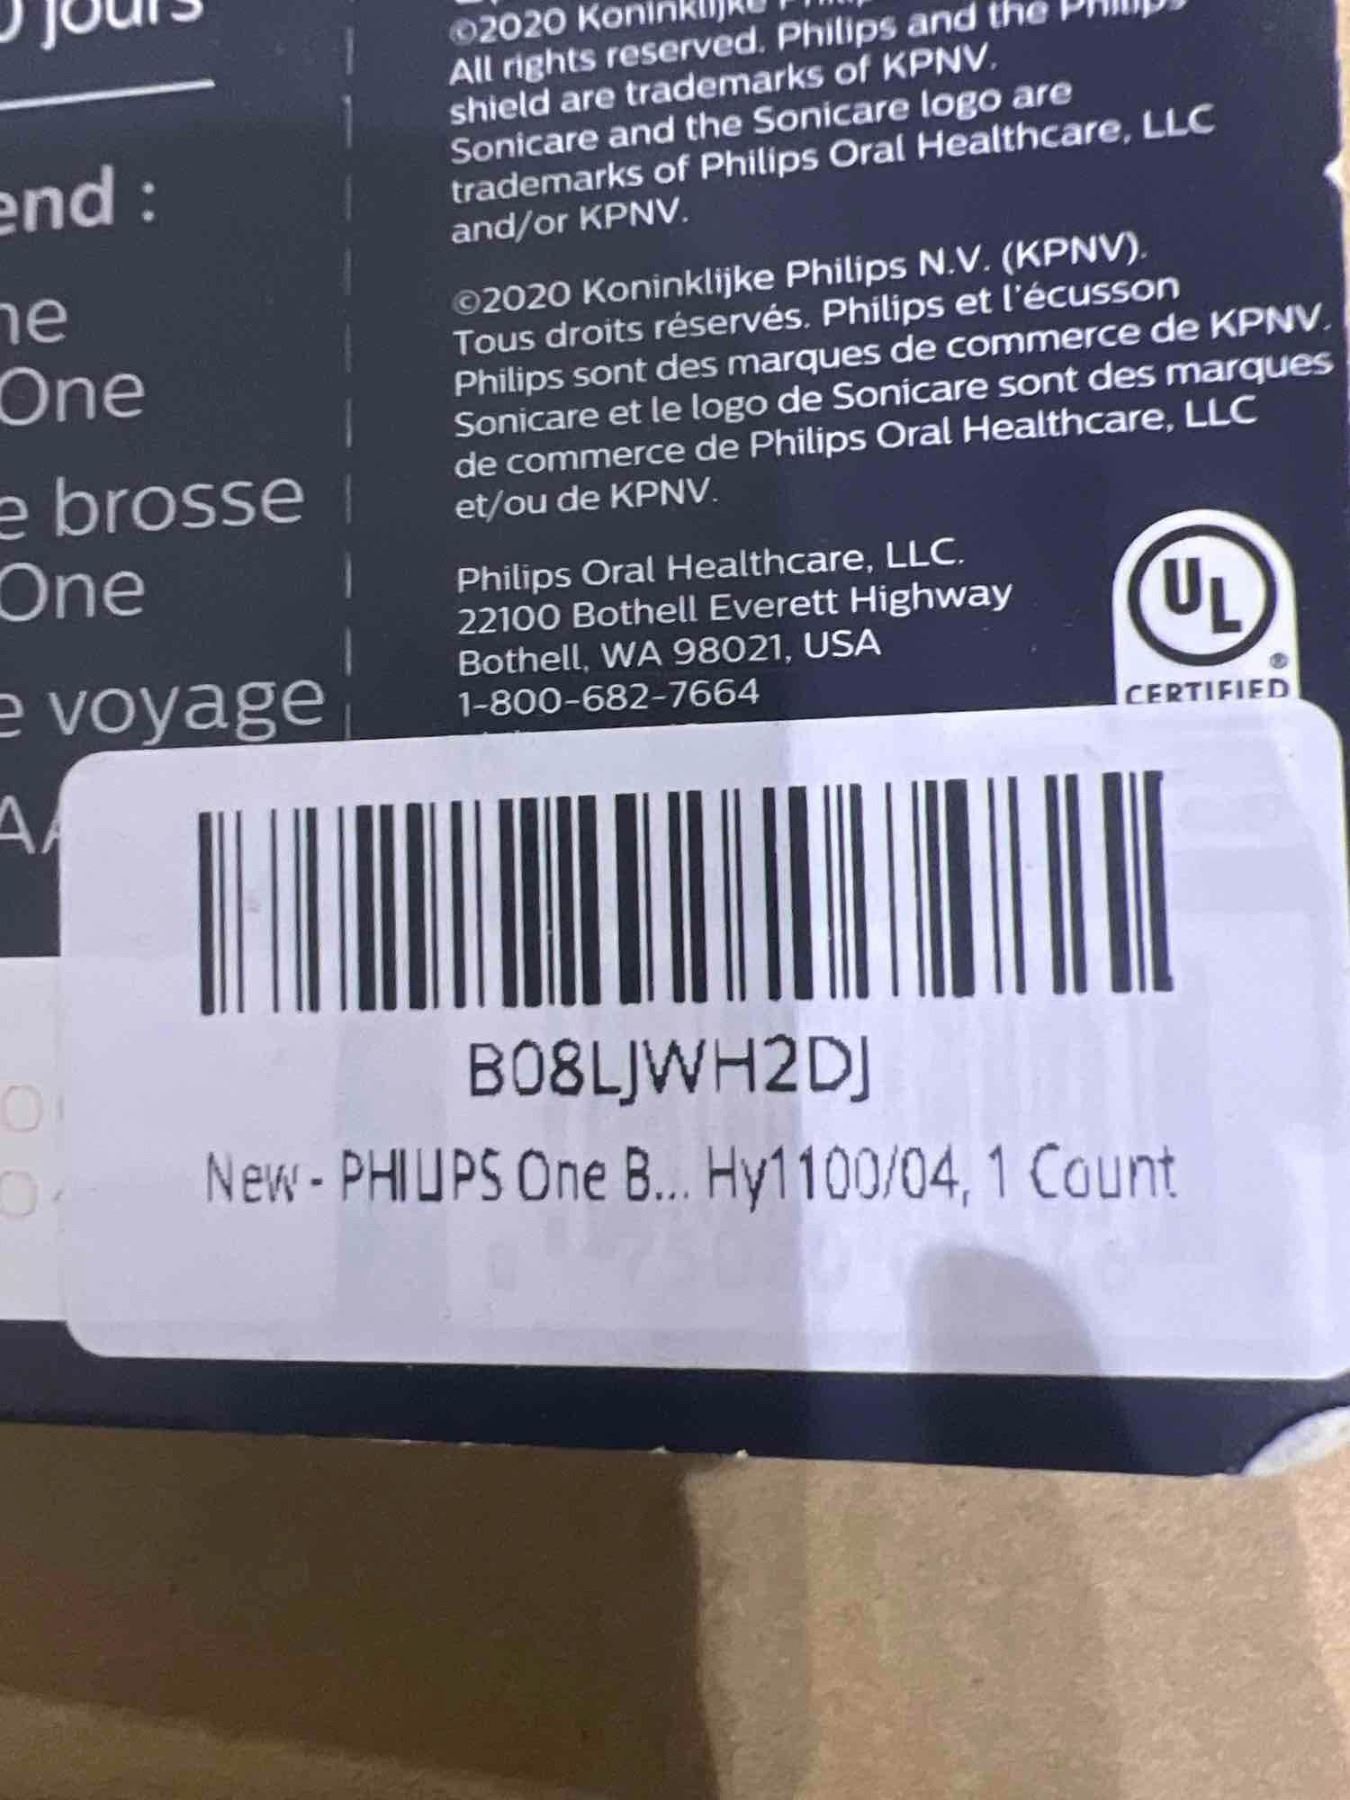 jours
end :
ne
One
e brosse
One
e voyage
©2020 Koninklijke
All rights reserved. Philips and the Philips
shield are trademarks of KPNV.
Sonicare and the Sonicare logo are
trademarks of Philips Oral Healthcare, LLC
and/or KPNV.
©2020 Koninklijke Philips N.V. (KPNV).
Tous droits réservés. Philips et l'écusson
Philips sont des marques de commerce de KPNV.
Sonicare et le logo de Sonicare sont des marques
de commerce de Philips Oral Healthcare, LLC
et/ou de KPNV.
Philips Oral Healthcare, LLC.
22100 Bothell Everett Highway
Bothell, WA 98021, USA
1-800-682-7664
UL
®
CERTIFIED
B08LJWH2DJ
New - PHILIPS One B... Hy1100/04, 1 Count